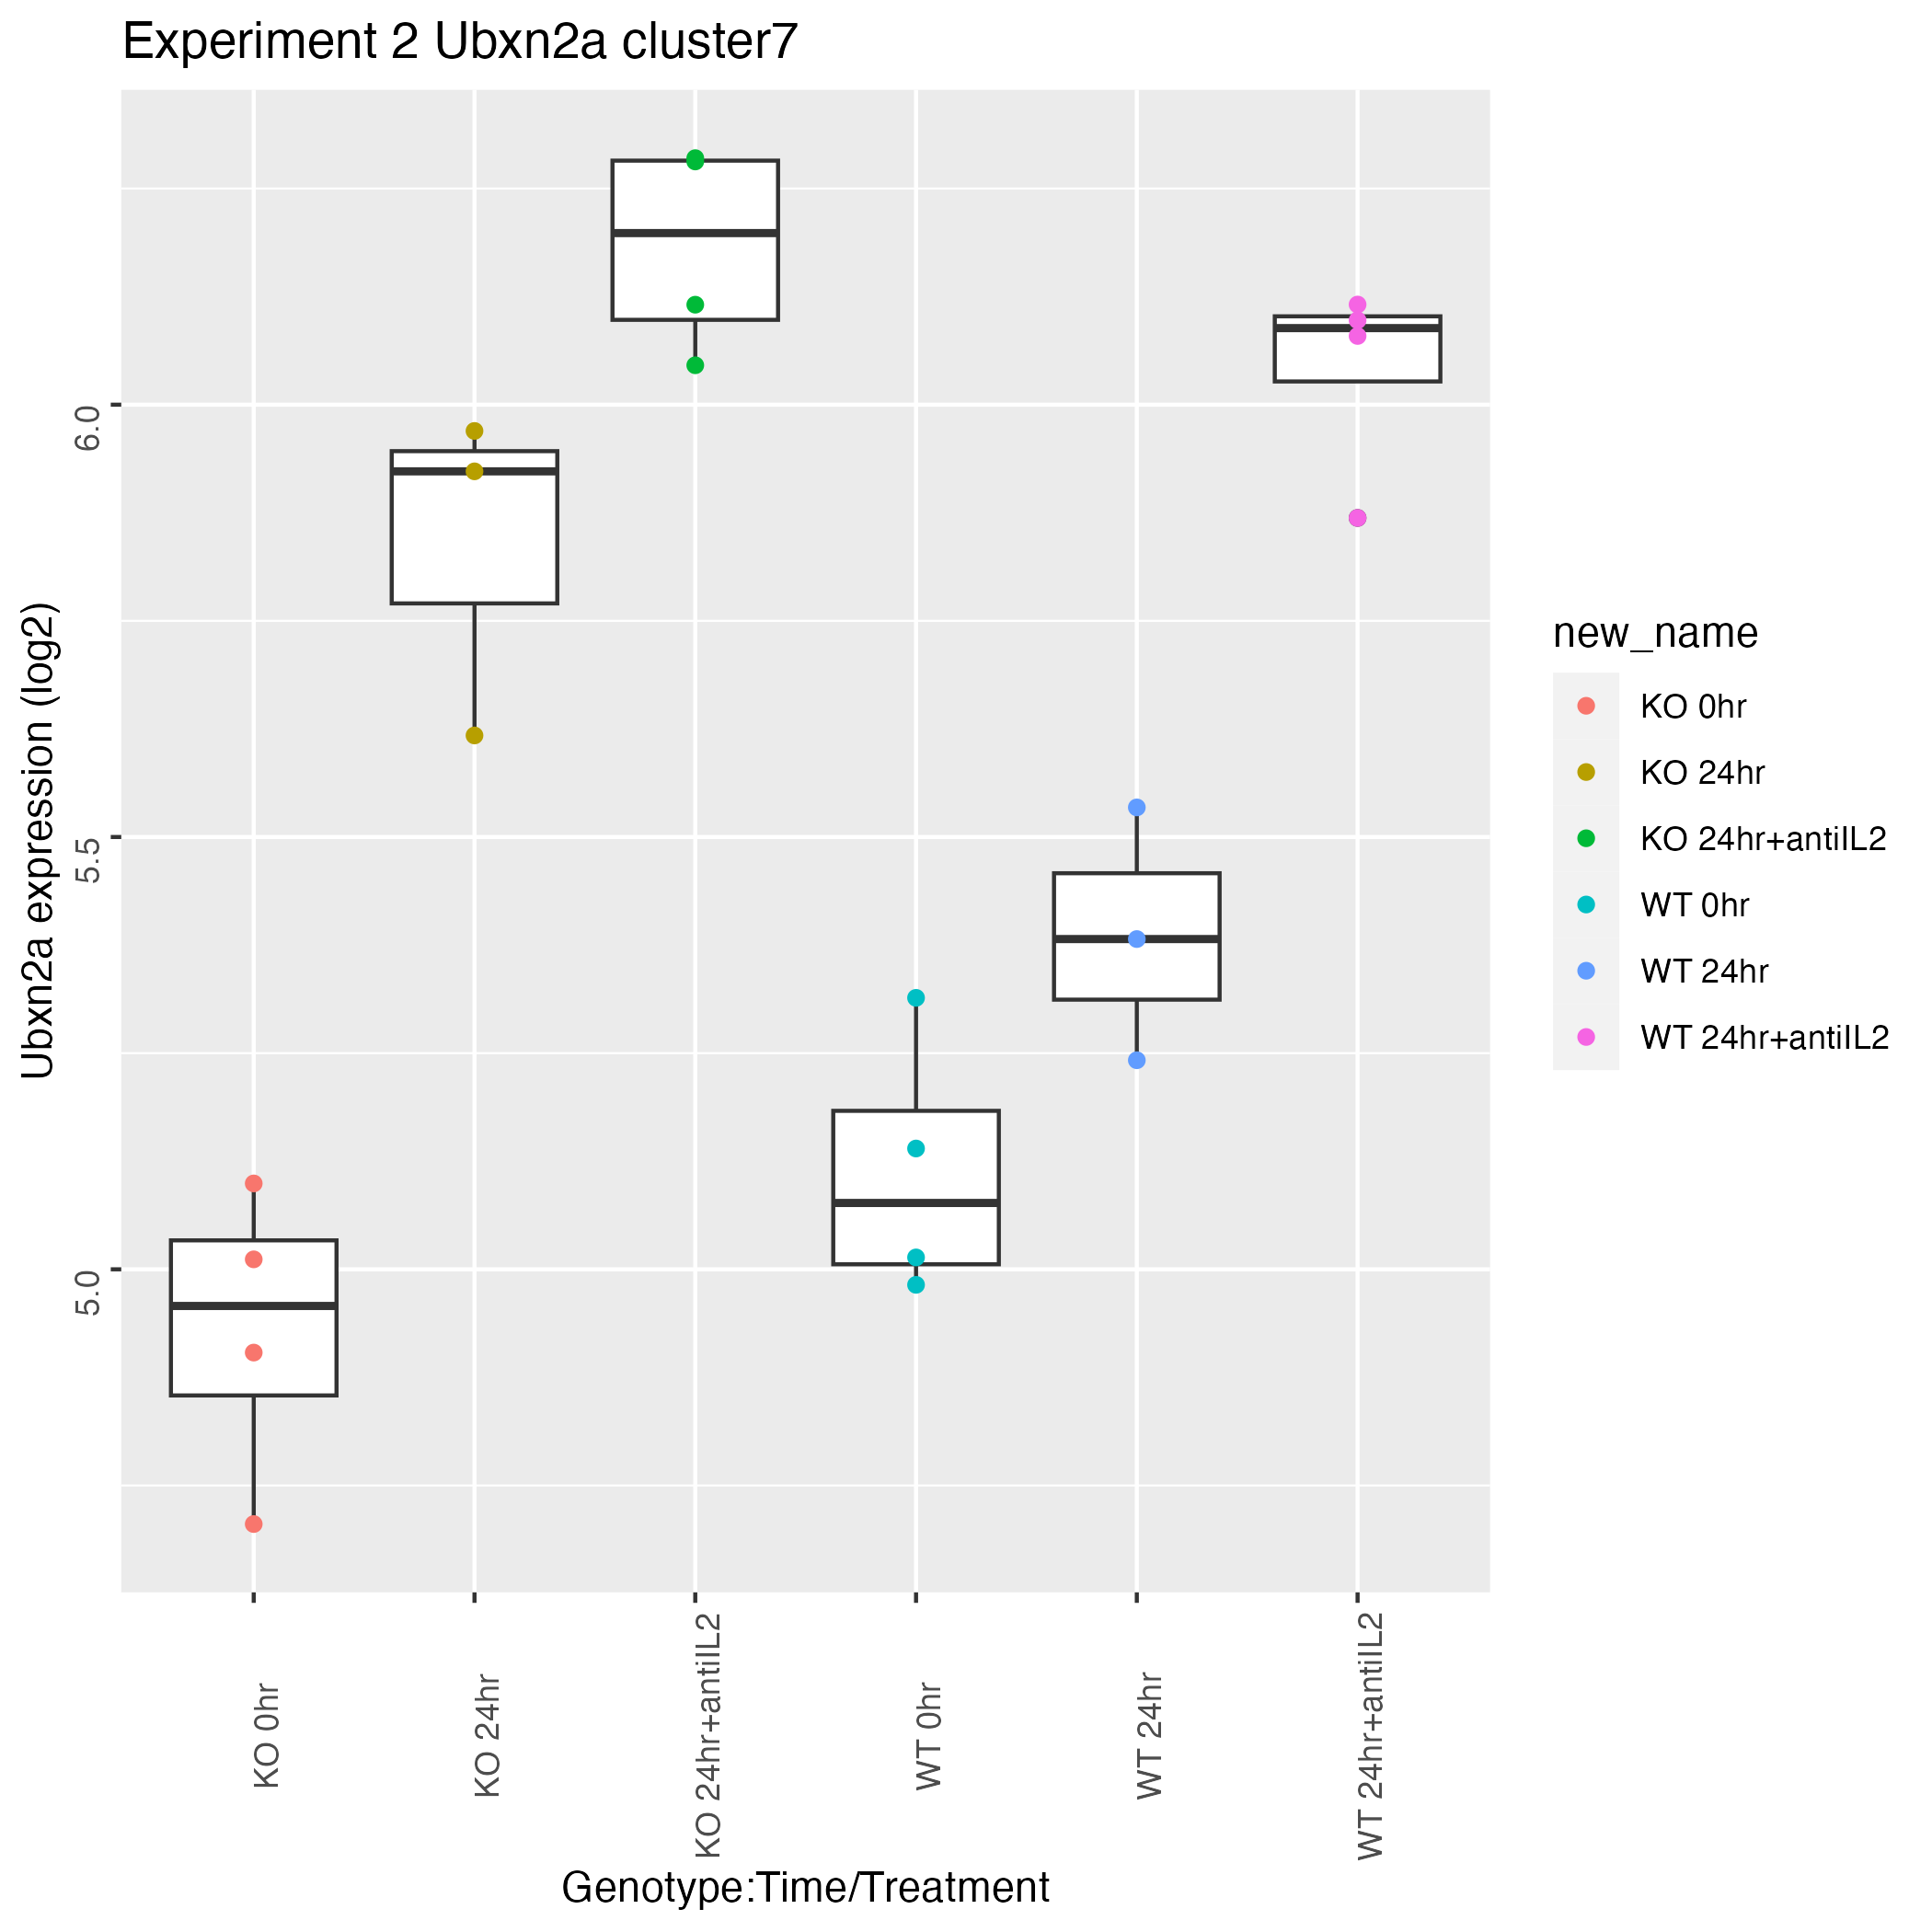 Experiment 2 Ubxn2a cluster7
Ubxn2a expression (log2)
6.0
5.5
5.0
KO 0hr
KO 24hr
KO 24hr+antiIL2
WT 0hr
WT 24hr
WT 24hr+antiIL2
Genotype:Time/Treatment
new_name
KO 0hr
KO 24hr
KO 24hr+antiIL2
WT 0hr
WT 24hr
WT 24hr+antiIL2